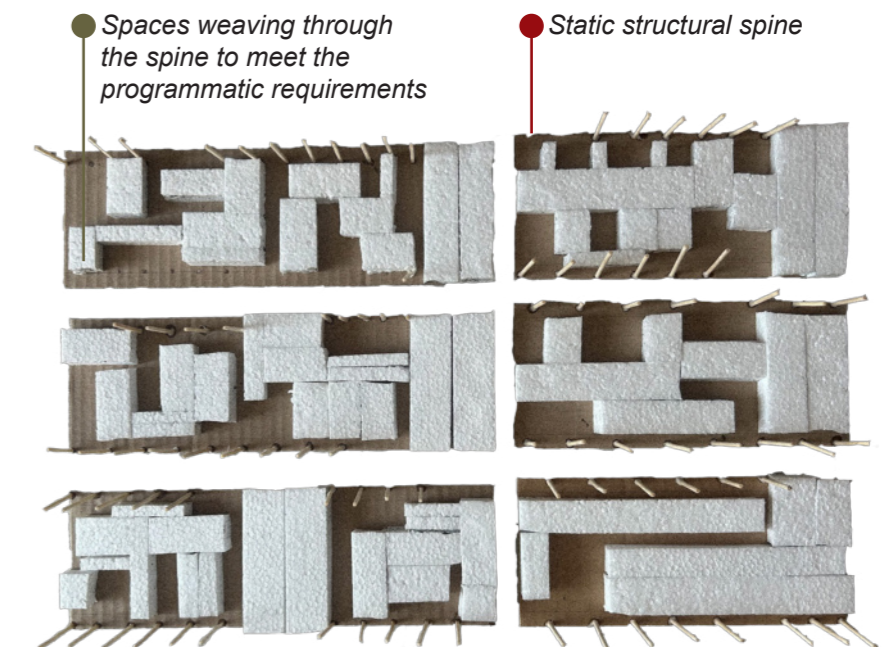 Spaces weaving through
the spine to meet the
programmatic requirements
Static structural spine